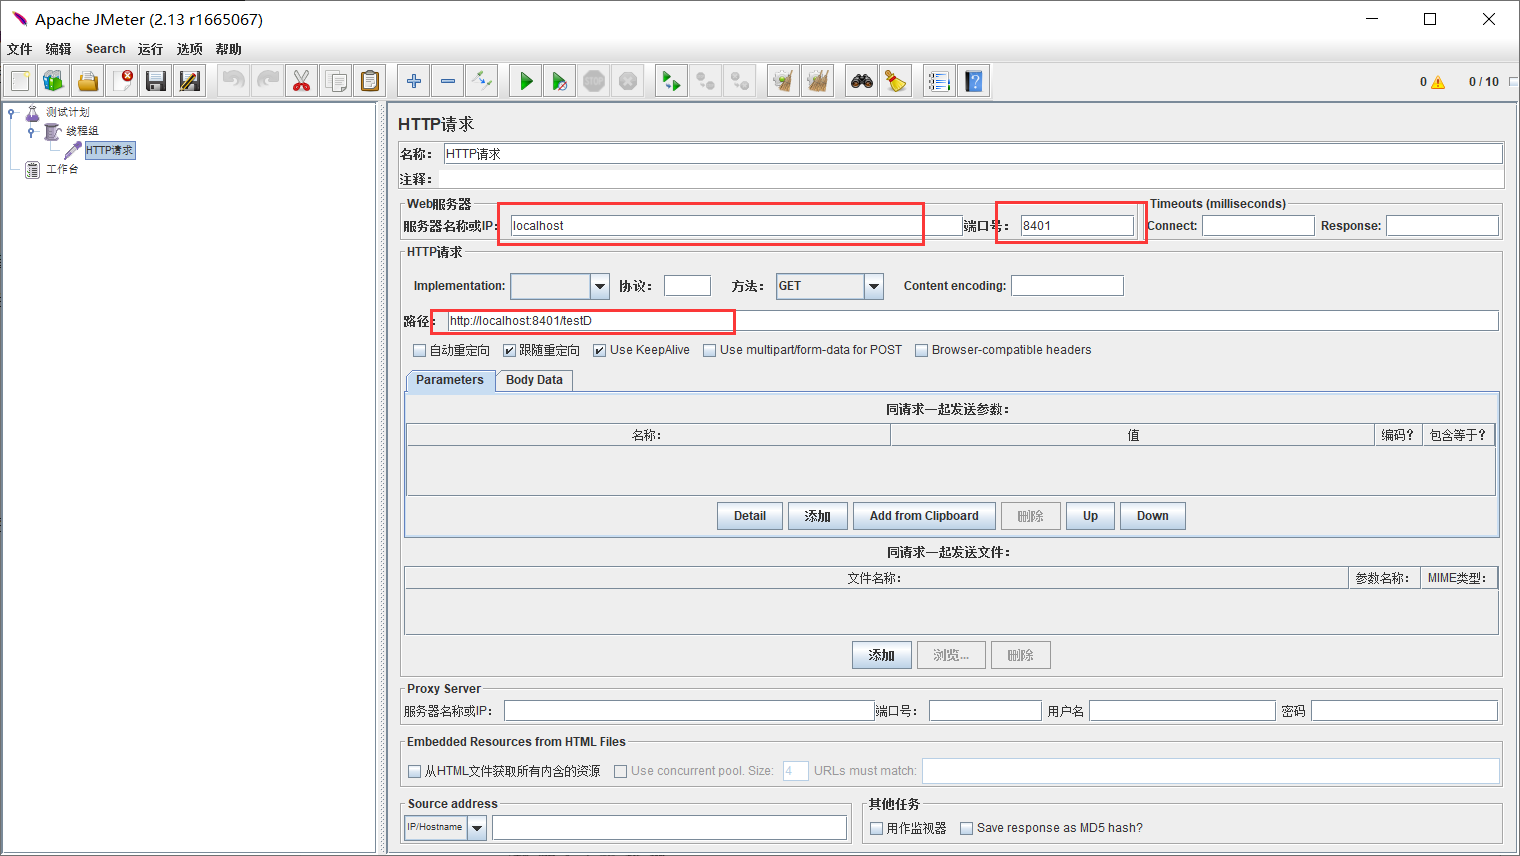 Apache JMeter (2.13 r1665067)
文件 编辑 Search 运行 选项 帮助
0 0 / 10
测试计划
线程组
HTTP请求
工作台
HTTP请求
名称： HTTP请求
注释：
Web服务器 Timeouts (milliseconds)
服务器名称或IP： localhost 端口号： 8401 Connect: Response:
HTTP请求
Implementation: 协议： 方法： GET Content encoding:
路径： http://localhost:8401/testD
自动重定向 跟随重定向 Use KeepAlive Use multipart/form-data for POST Browser-compatible headers
Parameters Body Data
同请求一起发送参数：
名称： 值 编码？ 包含等于？
Detail 添加 Add from Clipboard 删除 Up Down
同请求一起发送文件：
文件名称： 参数名称： MIME类型：
添加 浏览... 删除
Proxy Server
服务器名称或IP： 端口号： 用户名 密码
Embedded Resources from HTML Files
从HTML文件获取所有内含的资源 Use concurrent pool. Size: 4 URLs must match:
Source address 其他任务
IP/Hostname 用作监视器 Save response as MD5 hash?